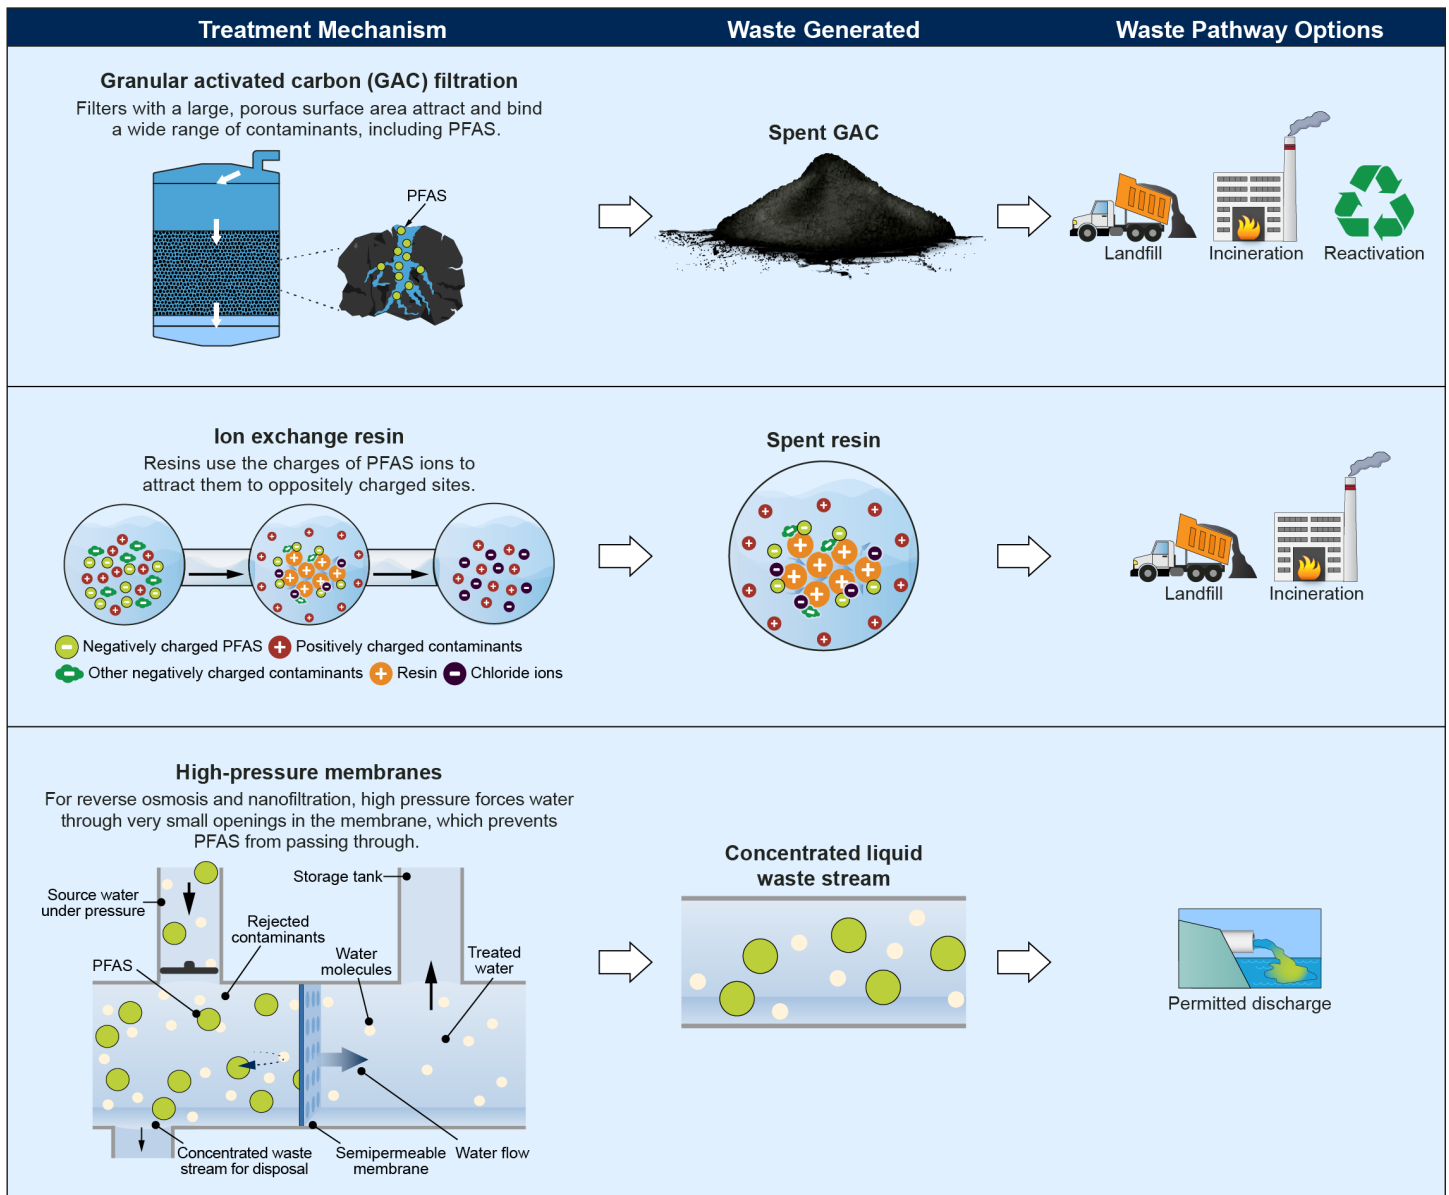 Treatment Mechanism
Waste Generated
Waste Pathway Options
Granular activated carbon (GAC) filtration
Filters with a large, porous surface area attract and bind
a wide range of contaminants, including PFAS.
PFAS
Spent GAC
Landfill
Incineration
Reactivation
Ion exchange resin
Resins use the charges of PFAS ions to
attract them to oppositely charged sites.
Negatively charged PFAS
Positively charged contaminants
Other negatively charged contaminants
Resin
Chloride ions
Spent resin
Landfill
Incineration
High-pressure membranes
For reverse osmosis and nanofiltration, high pressure forces water
through very small openings in the membrane, which prevents
PFAS from passing through.
Source water
under pressure
Storage tank
Rejected
contaminants
PFAS
Water
molecules
Treated
water
Concentrated waste
stream for disposal
Semipermeable
membrane
Water flow
Concentrated liquid
waste stream
Permitted discharge